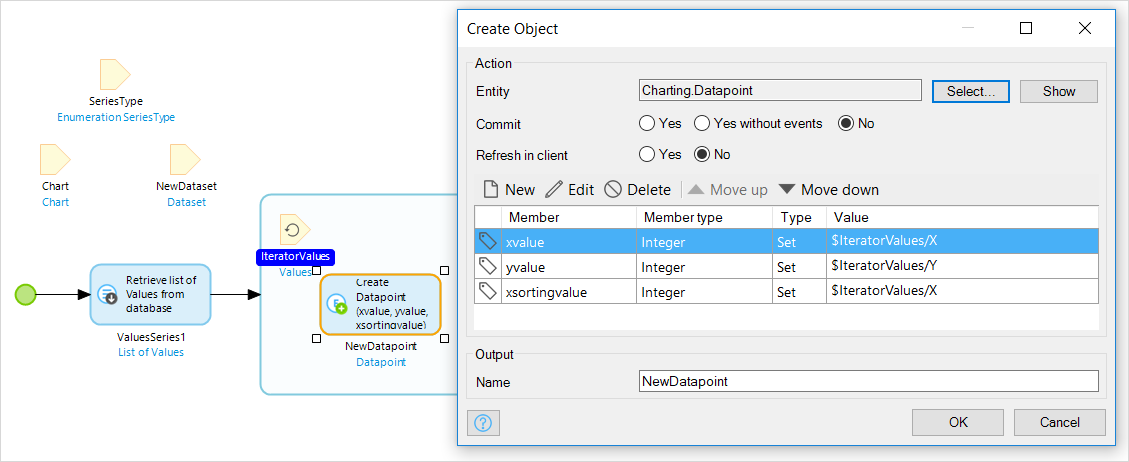 SeriesType
Enumeration SeriesType
Chart
Chart
NewDataset
Dataset
IteratorValues
Values
Retrieve list of
Values from
database
ValuesSeries1
List of Values
Create
Datapoint
(xvalue, yvalue,
xsortingvalue)
NewDatapoint
Datapoint
Create Object
Action
Entity Charting.Datapoint Select... Show
Commit Yes Yes without events No
Refresh in client Yes No
New Edit Delete Move up Move down
Member Member type Type Value
xvalue Integer Set $IteratorValues/X
yvalue Integer Set $IteratorValues/Y
xsortingvalue Integer Set $IteratorValues/X
Output
Name NewDatapoint
? OK Cancel